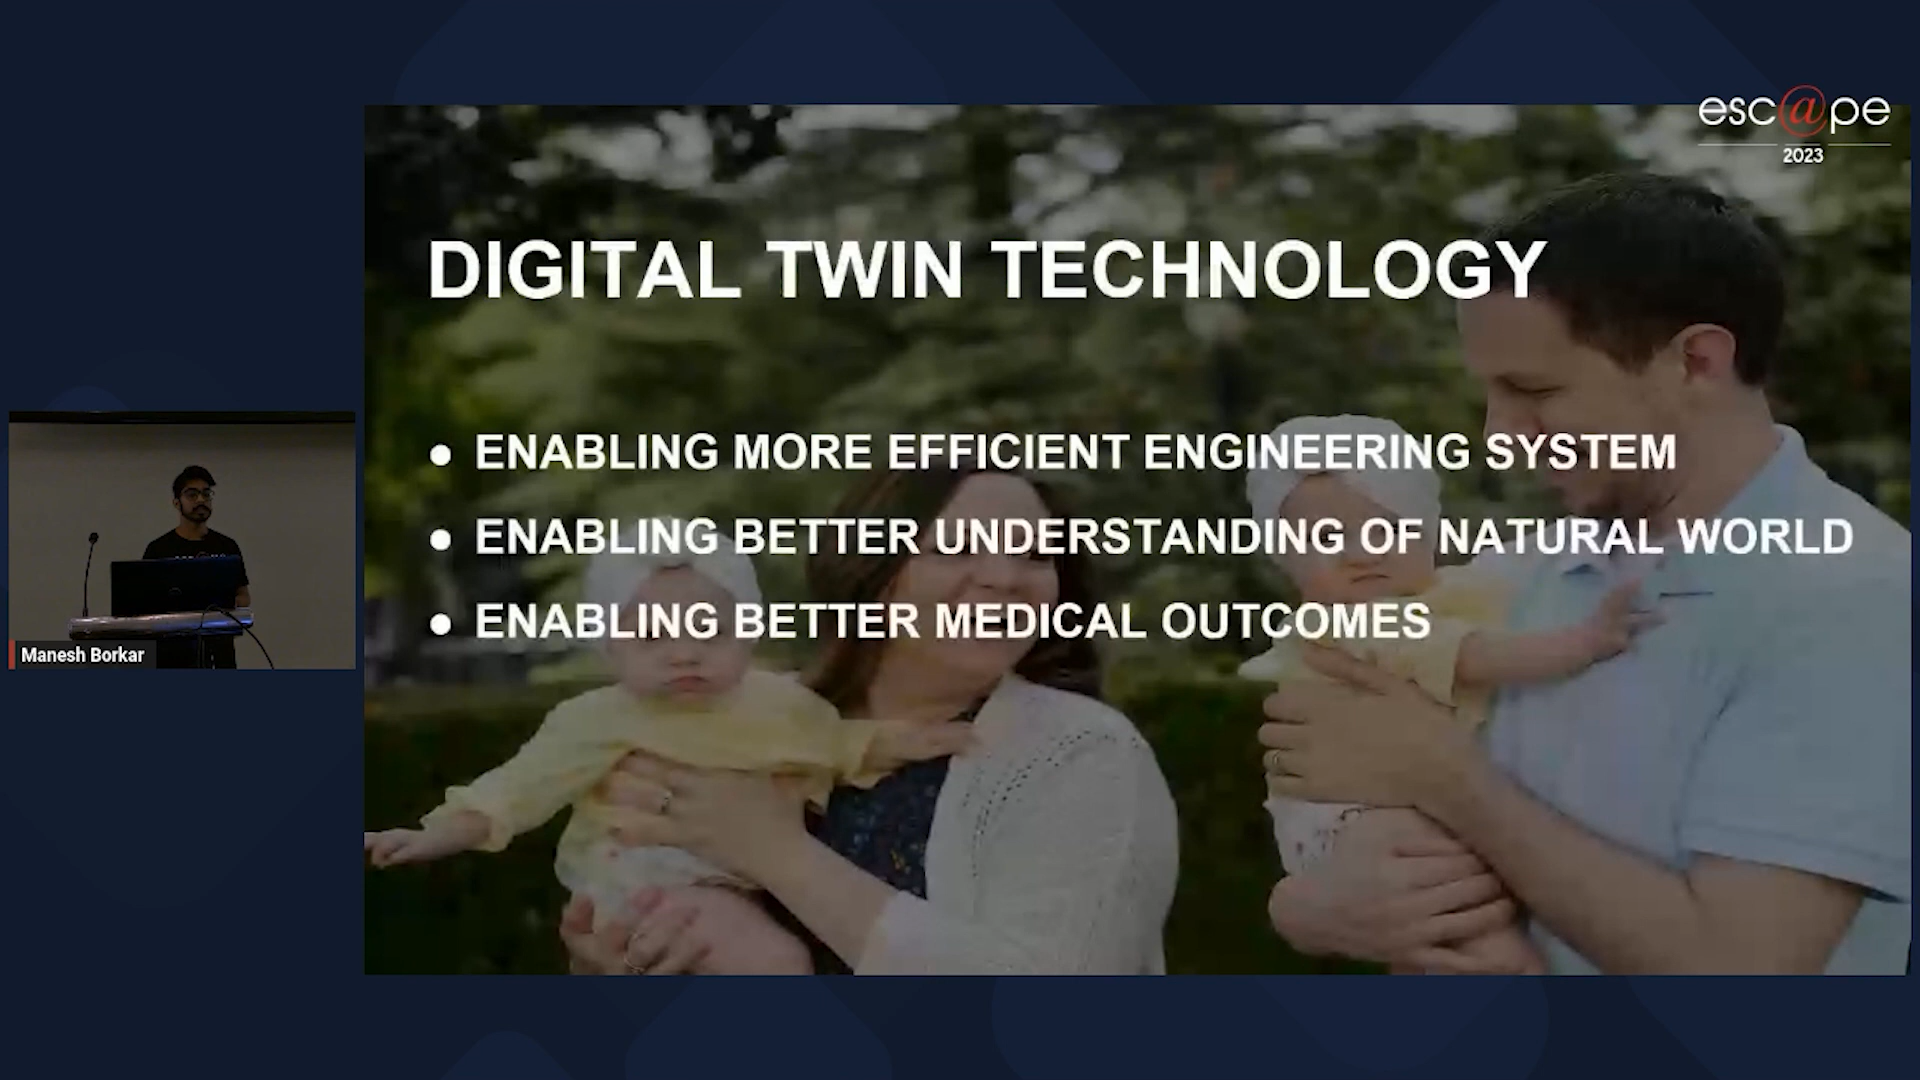 esc@pe
2023
DIGITAL TWIN TECHNOLOGY
● ENABLING MORE EFFICIENT ENGINEERING SYSTEM
● ENABLING BETTER UNDERSTANDING OF NATURAL WORLD
● ENABLING BETTER MEDICAL OUTCOMES
Manesh Borkar